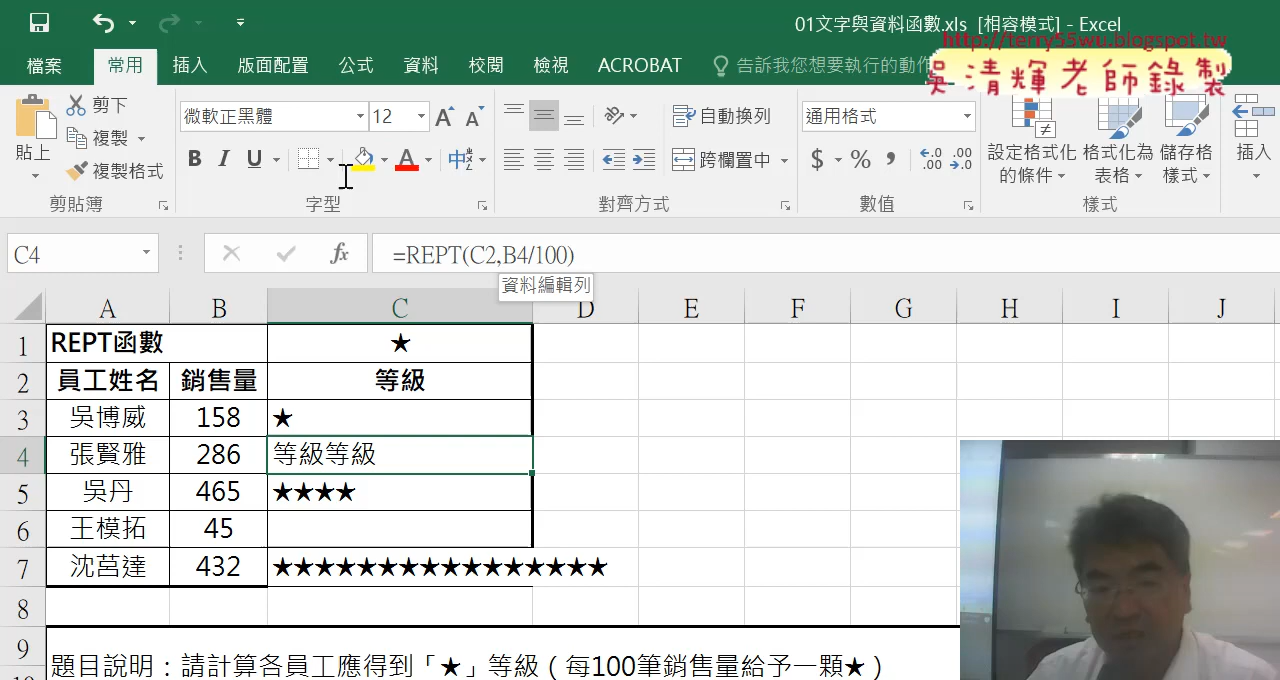 01文字與資料函數.xls [相容模式] - Excel
http://terry55wu.blogspot.tw
吳清輝老師錄製
檔案 常用 插入 版面配置 公式 資料 校閱 檢視 ACROBAT 告訴我您想要執行的動作
貼上 剪下 複製 複製格式
微軟正黑體 12 自動換列 跨欄置中 通用格式
B I U A 中 $ % , .0 .00 .00 .0
設定格式化的條件 格式化為表格 儲存格樣式 插入
剪貼簿 字型 對齊方式 數值 樣式
C4 fx =REPT(C2,B4/100)
資料編輯列
A B C D E F G H I J
1 REPT函數 ★
2 員工姓名 銷售量 等級
3 吳博威 158 ★
4 張賢雅 286 等級等級
5 吳丹 465 ★★★★
6 王模拓 45
7 沈莒達 432 ★★★★★★★★★★★★★★★★
8
9 題目說明：請計算各員工應得到「★」等級（每100筆銷售量給予一顆★）